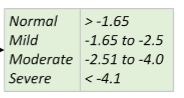 Normal > -1.65
Mild -1.65 to -2.5
Moderate -2.51 to -4.0
Severe < -4.1